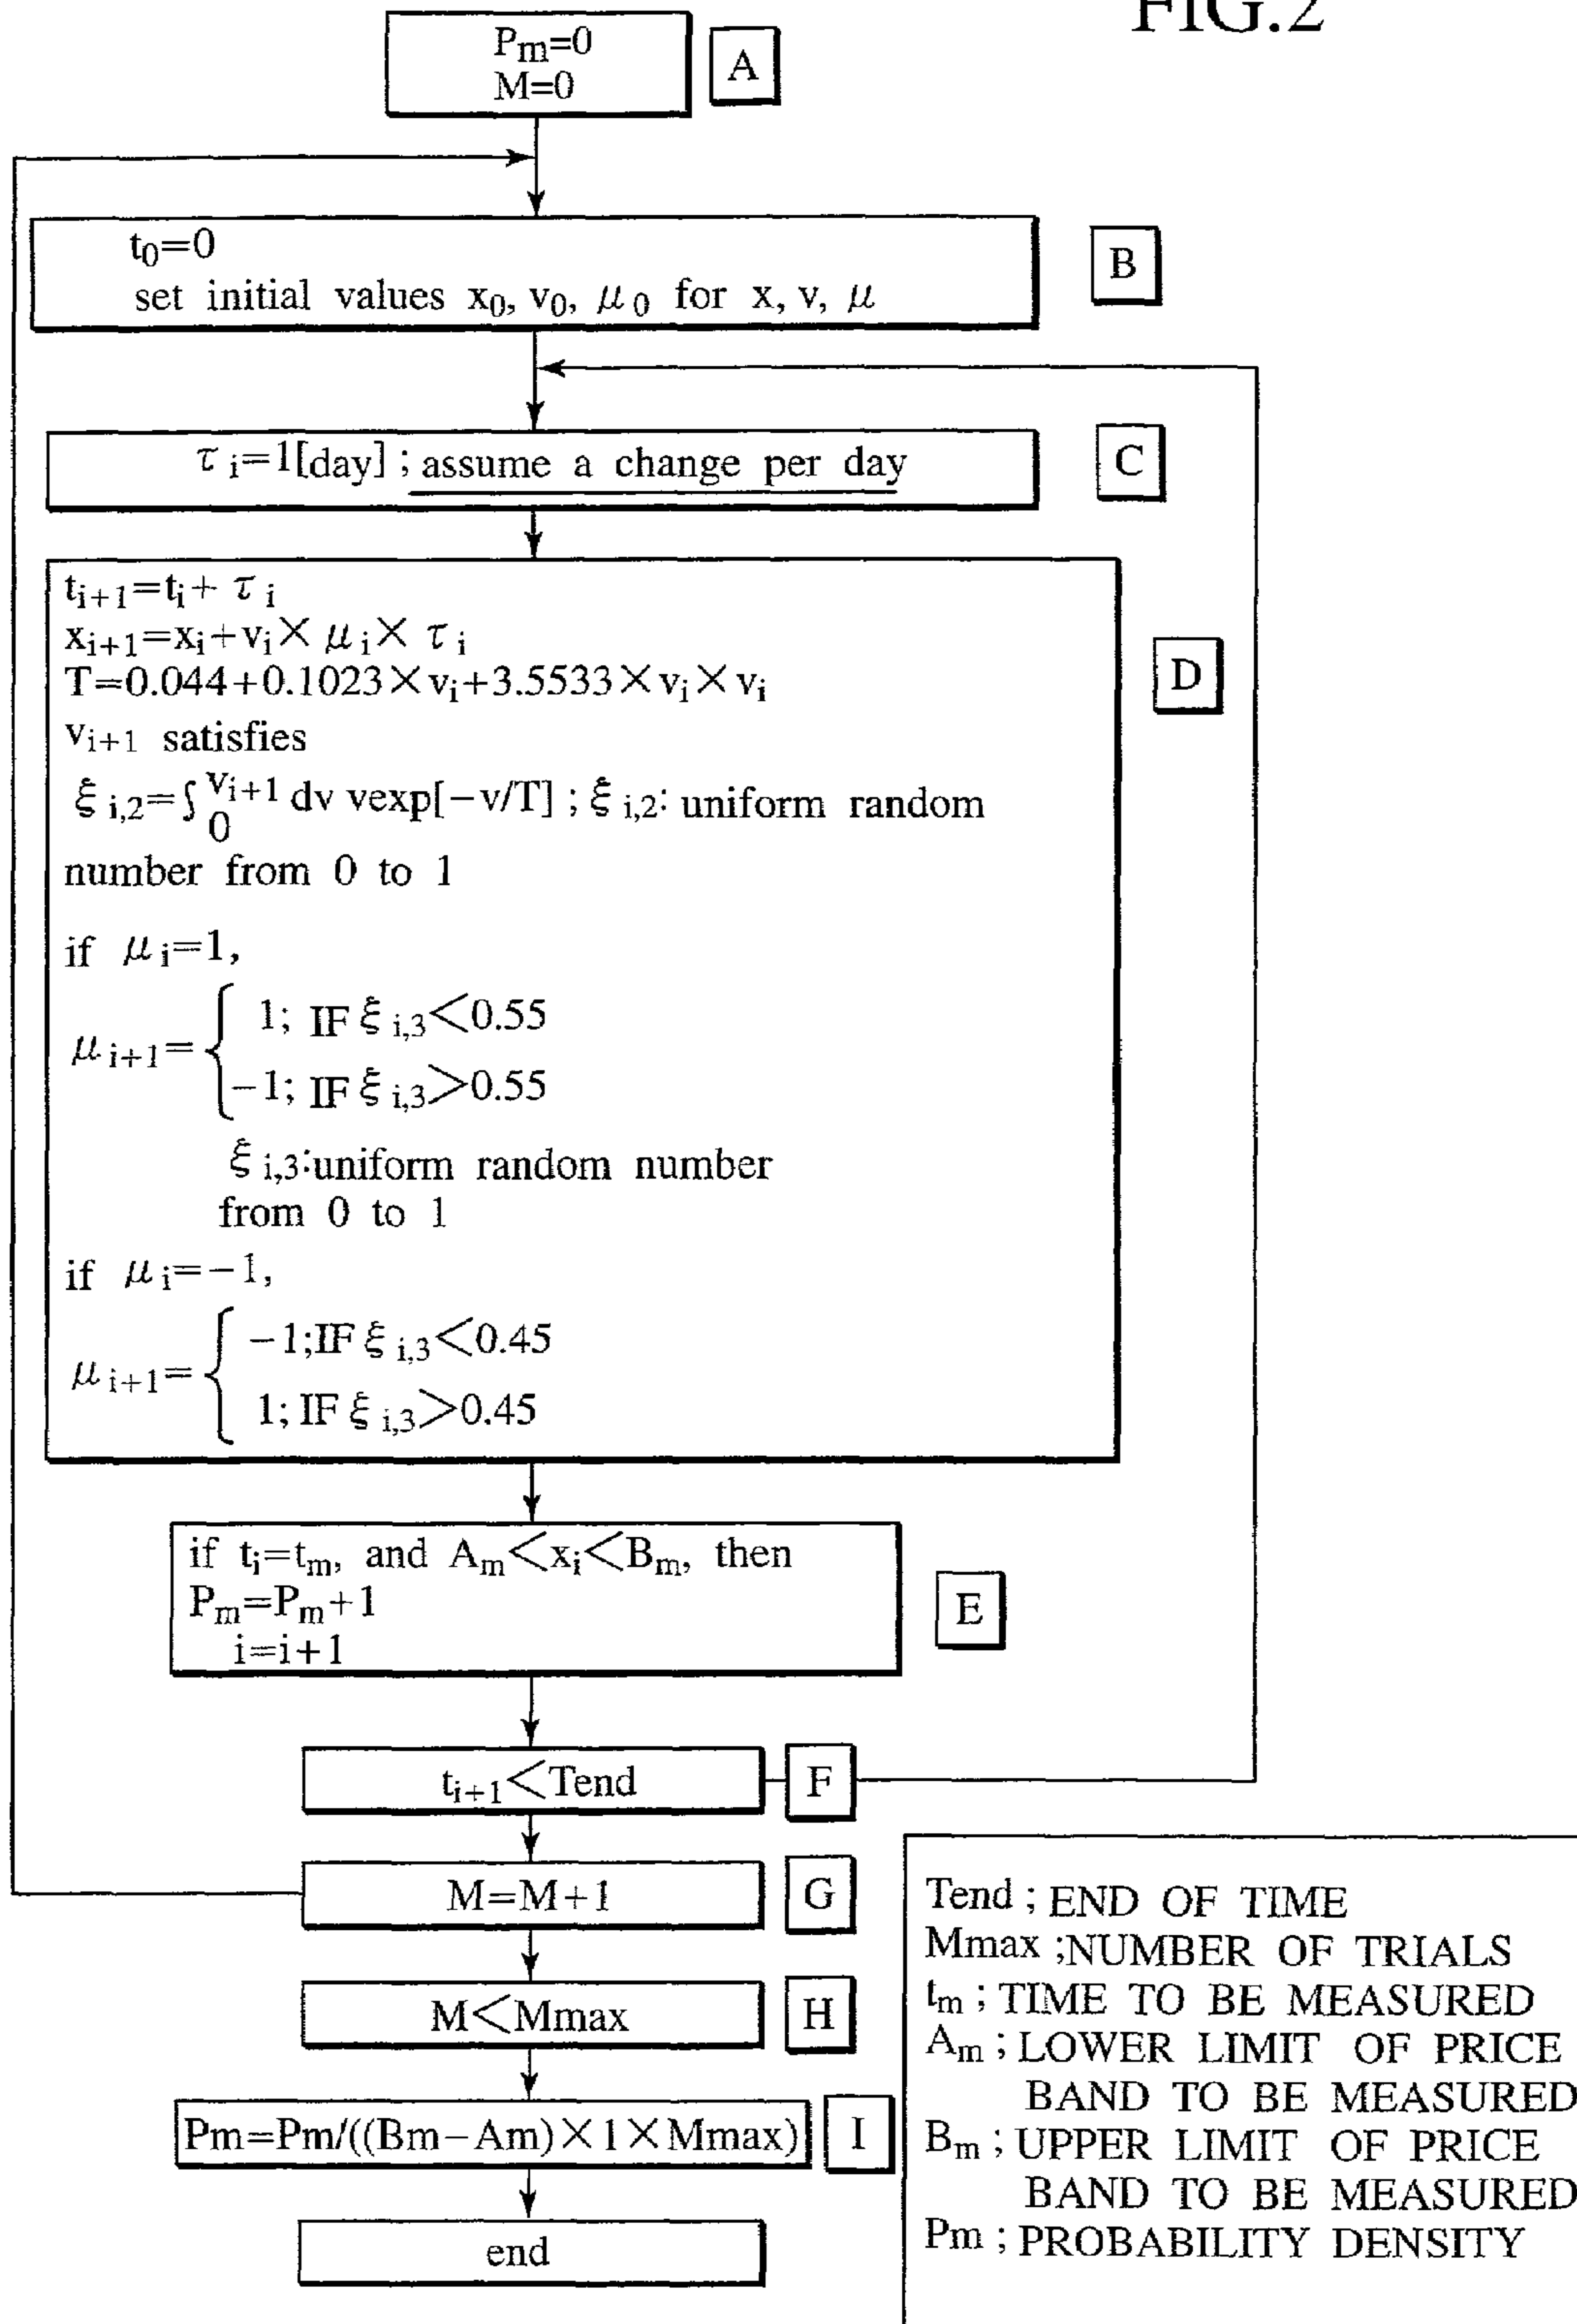 FIG.2
Pm=0
M=0
A
t0=0
set initial values x0, v0, μ0 for x, v, μ
B
τi=1[day] ; assume a change per day
C
ti+1=ti+ τi
xi+1=xi+vi× μi× τi
T=0.044+0.1023×vi+3.5533×vi×vi
D
vi+1 satisfies
ξi,2=∫0^vi+1 dv vexp[−v/T] ; ξi,2: uniform random
number from 0 to 1
if μi=1,
μi+1={ 1; IF ξi,3<0.55
−1; IF ξi,3>0.55
ξi,3:uniform random number
from 0 to 1
if μi=−1,
μi+1={ −1;IF ξi,3<0.45
1; IF ξi,3>0.45
if ti=tm, and Am<xi<Bm, then
Pm=Pm+1
i=i+1
E
ti+1<Tend
F
M=M+1
G
M<Mmax
H
Pm=Pm/((Bm−Am)×1×Mmax)
I
end
Tend ; END OF TIME
Mmax ;NUMBER OF TRIALS
tm ; TIME TO BE MEASURED
Am ; LOWER LIMIT OF PRICE
BAND TO BE MEASURED
Bm ; UPPER LIMIT OF PRICE
BAND TO BE MEASURED
Pm ; PROBABILITY DENSITY